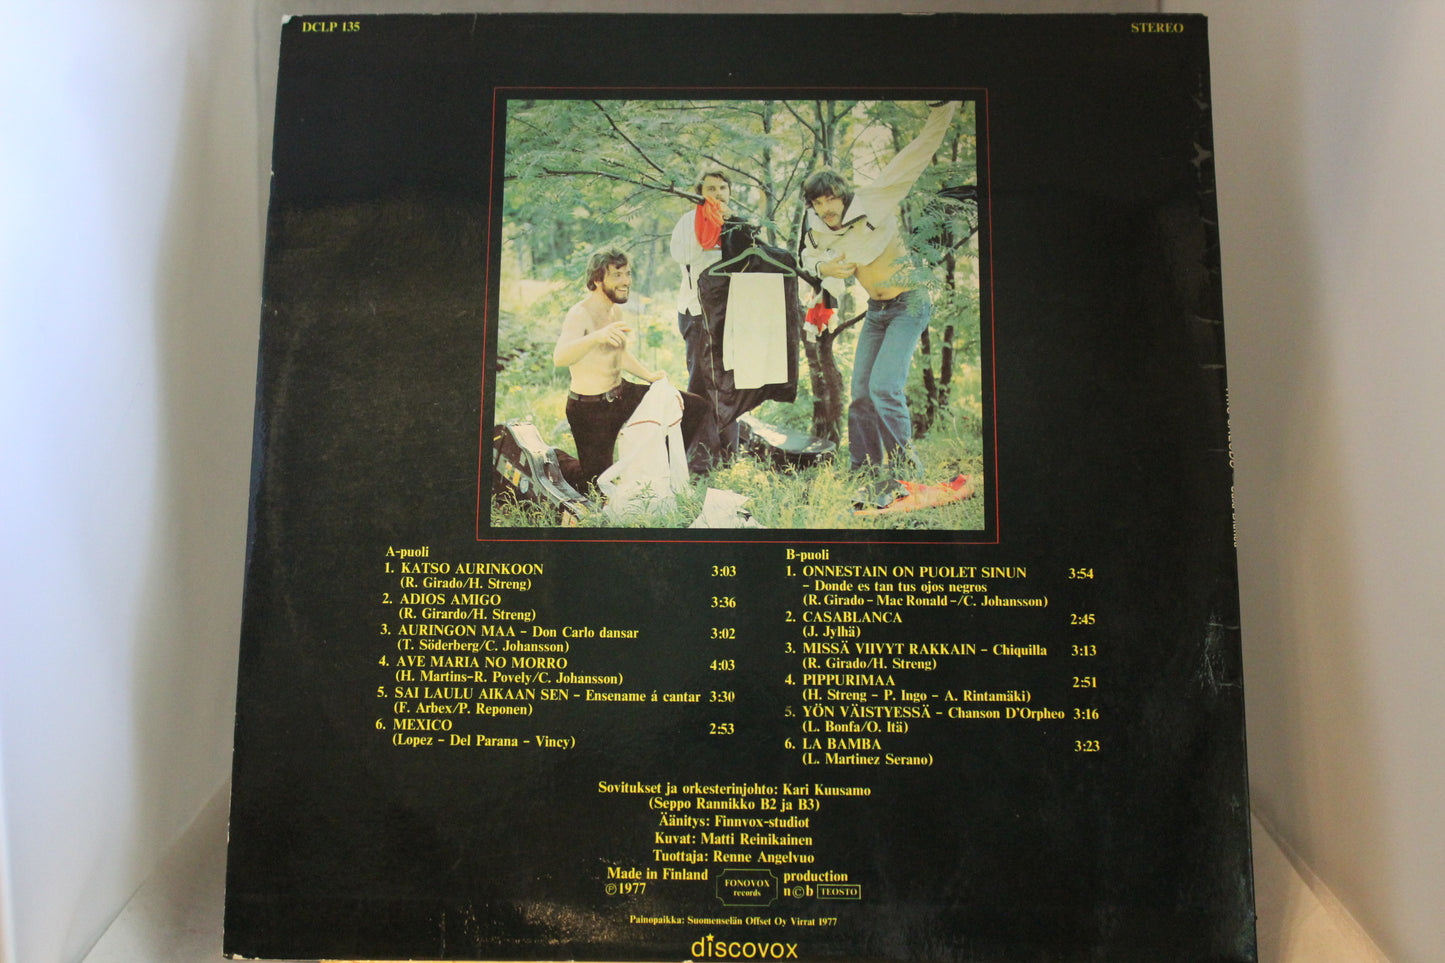 DCLP 135
STEREO
A-puoli
1. KATSO AURINKOON 3:03
(R. Girado/H. Streng)
2. ADIOS AMIGO 3:36
(R. Girardo/H. Streng)
3. AURINGON MAA – Don Carlo dansar 3:02
(T. Söderberg/C. Johansson)
4. AVE MARIA NO MORRO 4:03
(H. Martins–R. Povely/C. Johansson)
5. SAI LAULU AIKAAN SEN – Ensename á cantar 3:30
(F. Arbex/P. Reponen)
6. MEXICO 2:53
(Lopez – Del Parana – Vincy)
B-puoli
1. ONNESTAIN ON PUOLET SINUN 3:54
– Donde es tan tus ojos negros
(R. Girado – Mac Ronald –/C. Johansson)
2. CASABLANCA 2:45
(J. Jylhä)
3. MISSÄ VIIVYT RAKKAIN – Chiquilla 3:13
(R. Girado/H. Streng)
4. PIPPURIMAA 2:51
(H. Streng – P. Ingo – A. Rintamäki)
5. YÖN VÄISTYESSÄ – Chanson D'Orpheo 3:16
(L. Bonfa/O. Itä)
6. LA BAMBA 3:23
(L. Martinez Serano)
Sovitukset ja orkesterinjohto: Kari Kuusamo
(Seppo Rannikko B2 ja B3)
Äänitys: Finnvox-studiot
Kuvat: Matti Reinikainen
Tuottaja: Renne Angelvuo
Made in Finland
℗1977
FONOVOX
records
production
n©b TEOSTO
Painopaikka: Suomenselän Offset Oy Virrat 1977
discovox